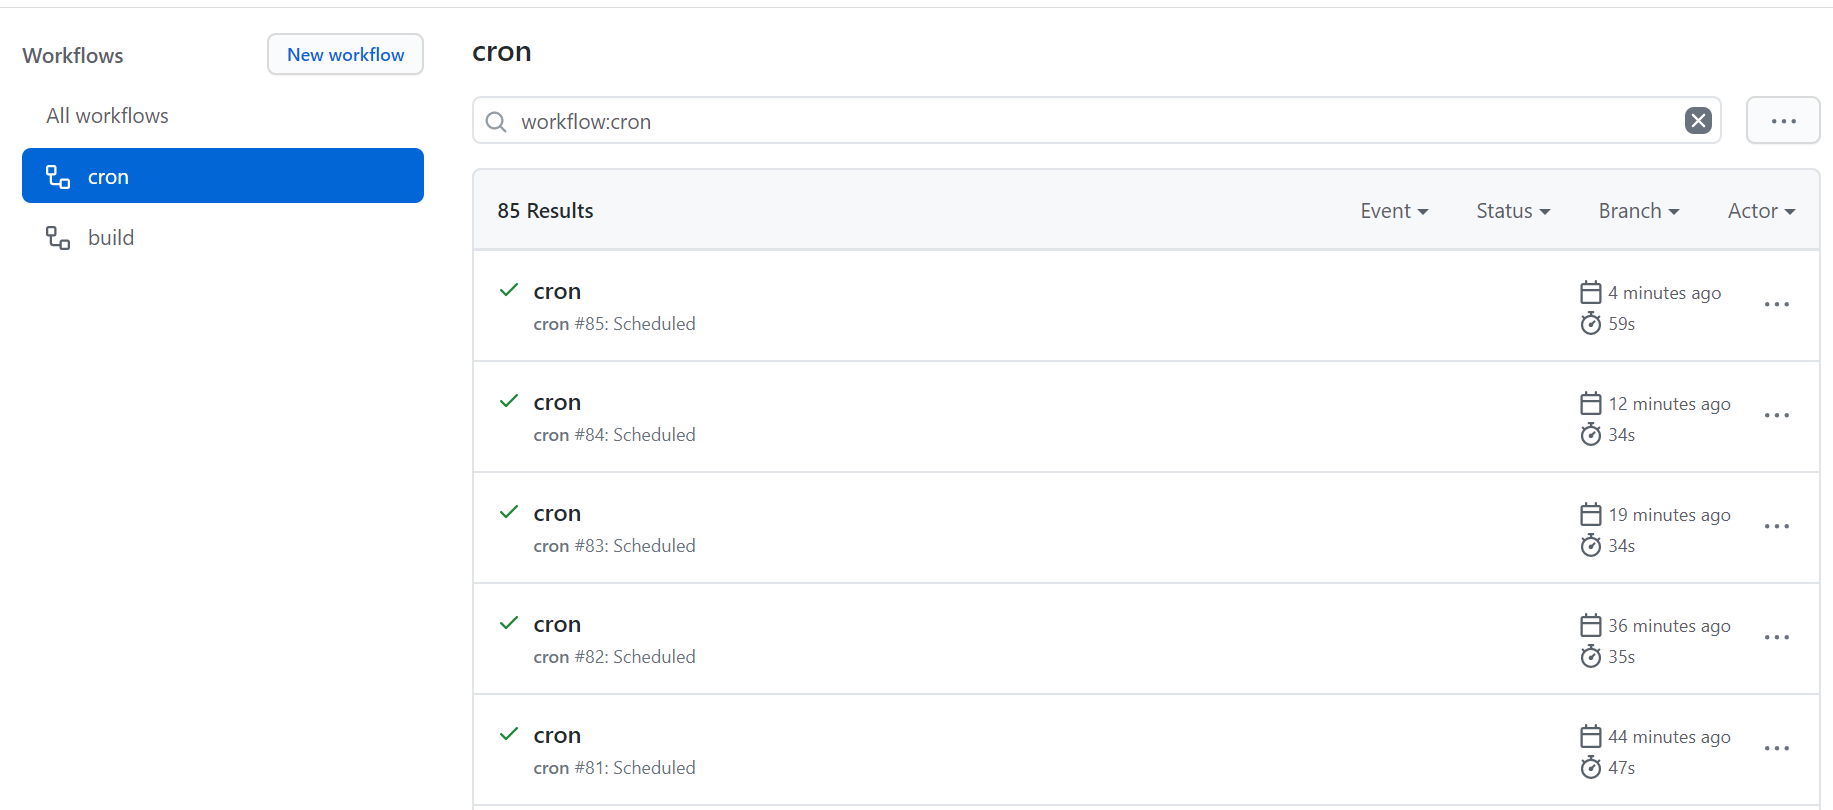 Workflows
New workflow
All workflows
cron
build
cron
workflow:cron
85 Results
Event
Status
Branch
Actor
cron
cron #85: Scheduled
4 minutes ago
59s
cron
cron #84: Scheduled
12 minutes ago
34s
cron
cron #83: Scheduled
19 minutes ago
34s
cron
cron #82: Scheduled
36 minutes ago
35s
cron
cron #81: Scheduled
44 minutes ago
47s